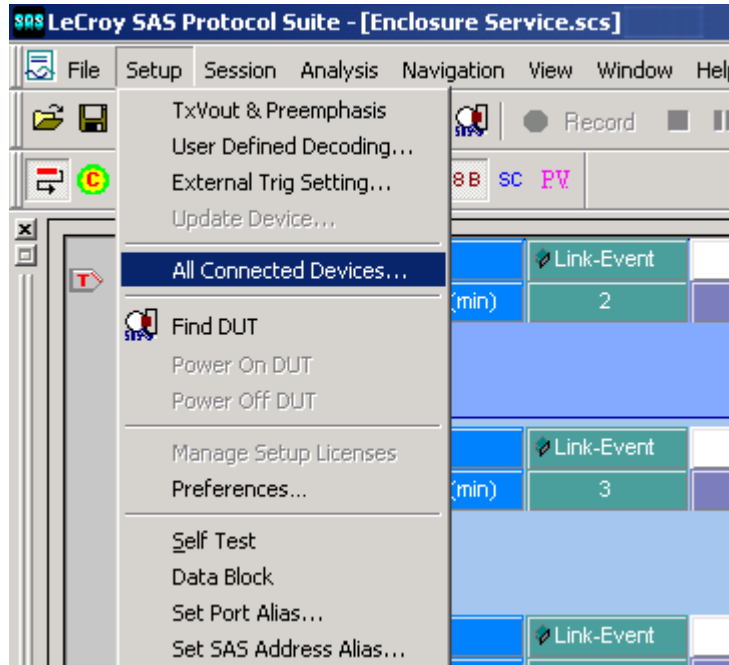 SAS LeCroy SAS Protocol Suite - [Enclosure Service.scs]
File Setup Session Analysis Navigation View Window Help
TxVout & Preemphasis
Record
User Defined Decoding...
External Trig Setting...
8B SC P.V.
Update Device...
All Connected Devices...
Link-Event
T
(min) 2
Find DUT
Power On DUT
Power Off DUT
Manage Setup Licenses
Link-Event
Preferences...
(min) 3
Self Test
Data Block
Set Port Alias...
Set SAS Address Alias...
Link-Event